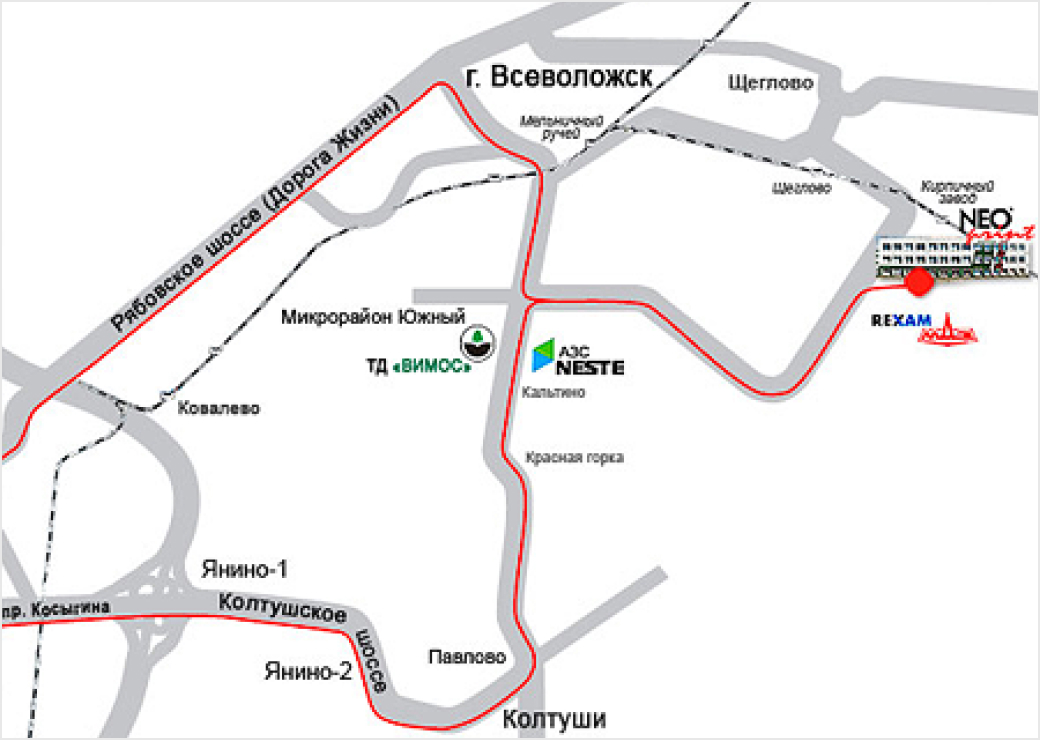 г. Всеволожск
Щеглово
Мельничный
ручей
Рябовское шоссе (Дорога Жизни)
Щеглово
Кирпичный
завод
NEO
print
Микрорайон Южный
REXAM
АЗС
NESTE
ТД «ВИМОС»
Кальтино
Ковалево
Красная горка
Янино-1
пр. Косыгина
Колтушское
шоссе
Павлово
Янино-2
Колтуши